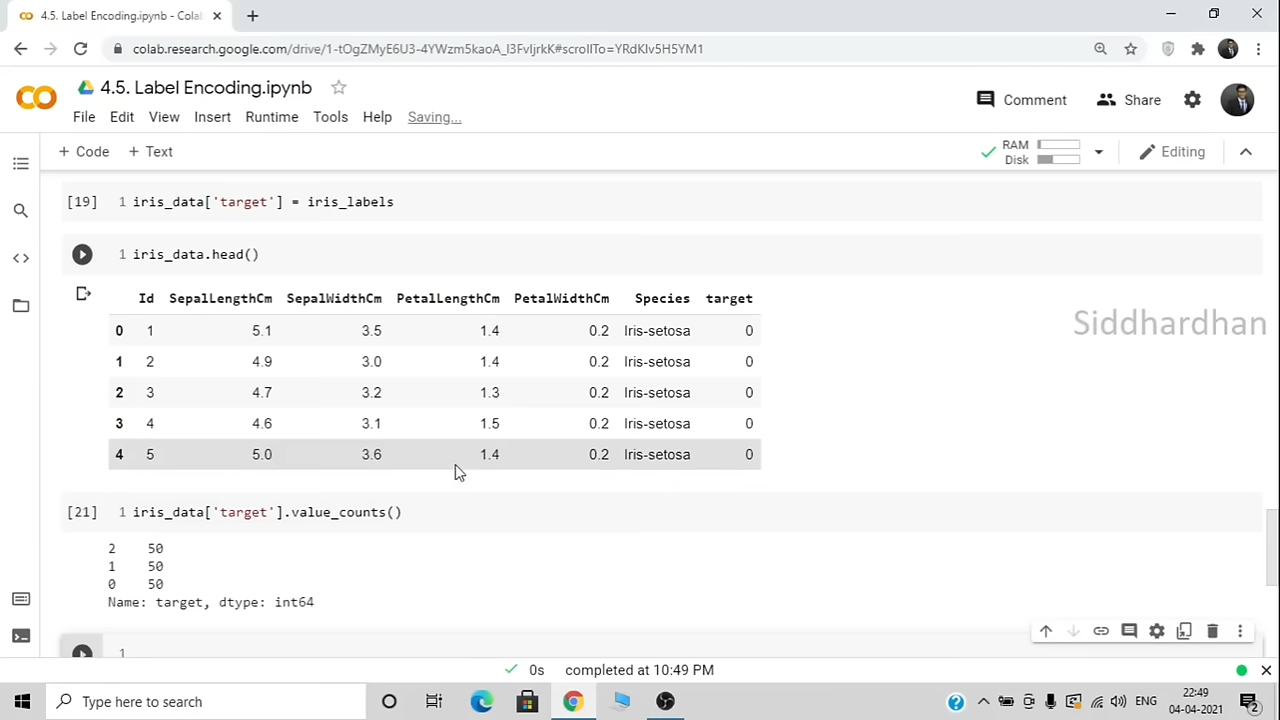 4.5. Label Encoding.ipynb - Cola
colab.research.google.com/drive/1-tOgZMyE6U3-4YWzm5kaoA_I3FvIjrkK#scrollTo=YRdKIv5H5YM1
4.5. Label Encoding.ipynb
Comment Share
File Edit View Insert Runtime Tools Help Saving...
+ Code + Text RAM Disk Editing
[19] 1 iris_data['target'] = iris_labels
1 iris_data.head()
Id SepalLengthCm SepalWidthCm PetalLengthCm PetalWidthCm Species target
0 1 5.1 3.5 1.4 0.2 Iris-setosa 0
Siddhardhan
1 2 4.9 3.0 1.4 0.2 Iris-setosa 0
2 3 4.7 3.2 1.3 0.2 Iris-setosa 0
3 4 4.6 3.1 1.5 0.2 Iris-setosa 0
4 5 5.0 3.6 1.4 0.2 Iris-setosa 0
[21] 1 iris_data['target'].value_counts()
2 50
1 50
0 50
Name: target, dtype: int64
1
0s completed at 10:49 PM
Type here to search
ENG
22:49
04-04-2021
2